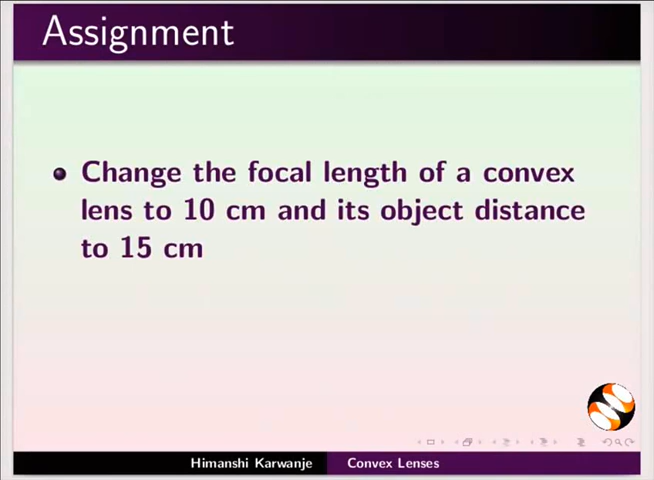 Assignment
Change the focal length of a convex
lens to 10 cm and its object distance
to 15 cm
Himanshi Karwanje Convex Lenses